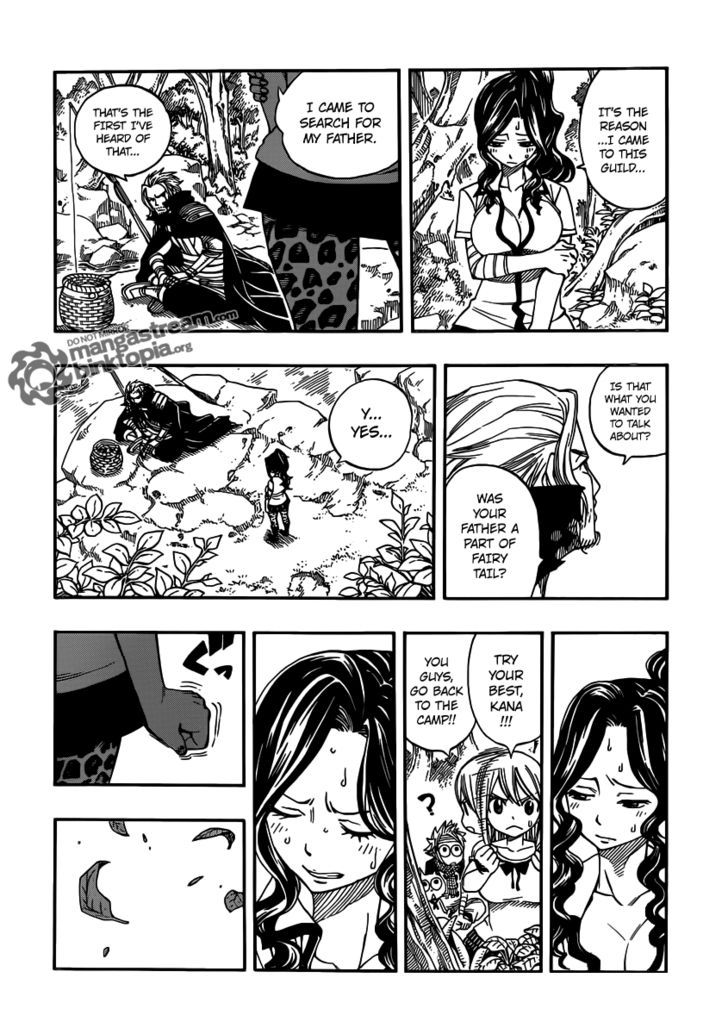 IT'S THE
REASON
...I CAME
TO THIS
GUILD...
I CAME TO
SEARCH FOR
MY FATHER.
THAT'S THE
FIRST I'VE
HEARD OF
THAT...
DO NOT MIRROR
mangastream.com
binktopia.org
IS THAT
WHAT YOU
WANTED
TO TALK
ABOUT?
WAS
YOUR
FATHER A
PART OF
FAIRY
TAIL?
Y...
YES...
TRY
YOUR
BEST,
KANA
!!!
YOU
GUYS,
GO BACK
TO THE
CAMP!!
?
ぐっ